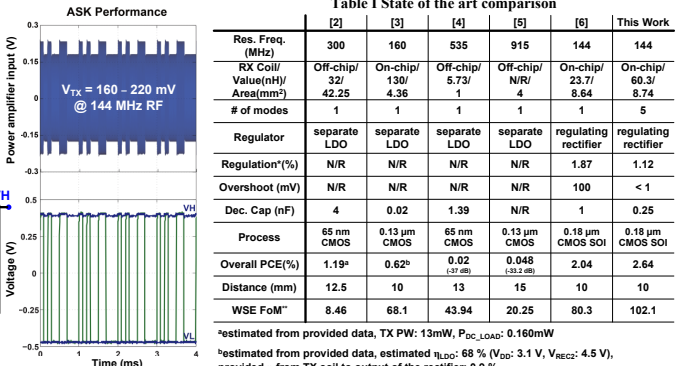 ASK Performance
Power amplifier input (V)
0.3
0.15
0
-0.15
-0.3
V_TX = 160 – 220 mV
@ 144 MHz RF
Voltage (V)
0.5
0.25
0
-0.25
-0.5
VH
VL
0 1 2 3 4
Time (ms)
Table I State of the art comparison
[2] [3] [4] [5] [6] This Work
Res. Freq. (MHz) 300 160 535 915 144 144
RX Coil/ Value(nH)/ Area(mm²) Off-chip/ 32/ 42.25 On-chip/ 130/ 4.36 Off-chip/ 5.73/ 1 Off-chip/ N/R/ 4 On-chip/ 23.7/ 8.64 On-chip/ 60.3/ 8.74
# of modes 1 1 1 1 1 5
Regulator separate LDO separate LDO separate LDO separate LDO regulating rectifier regulating rectifier
Regulation*(%) N/R N/R N/R N/R 1.87 1.12
Overshoot (mV) N/R N/R N/R N/R 100 < 1
Dec. Cap (nF) 4 0.02 1.39 N/R 1 0.25
Process 65 nm CMOS 0.13 µm CMOS 65 nm CMOS 0.13 µm CMOS 0.18 µm CMOS SOI 0.18 µm CMOS SOI
Overall PCE(%) 1.19ᵃ 0.62ᵇ 0.02 (-37 dB) 0.048 (-33.2 dB) 2.04 2.64
Distance (mm) 12.5 10 13 15 10 10
WSE FoM** 8.46 68.1 43.94 20.25 80.3 102.1
ᵃestimated from provided data, TX PW: 13mW, P_DC_LOAD: 0.160mW
ᵇestimated from provided data, estimated η_LDO: 68 % (V_DD: 3.1 V, V_REC2: 4.5 V),